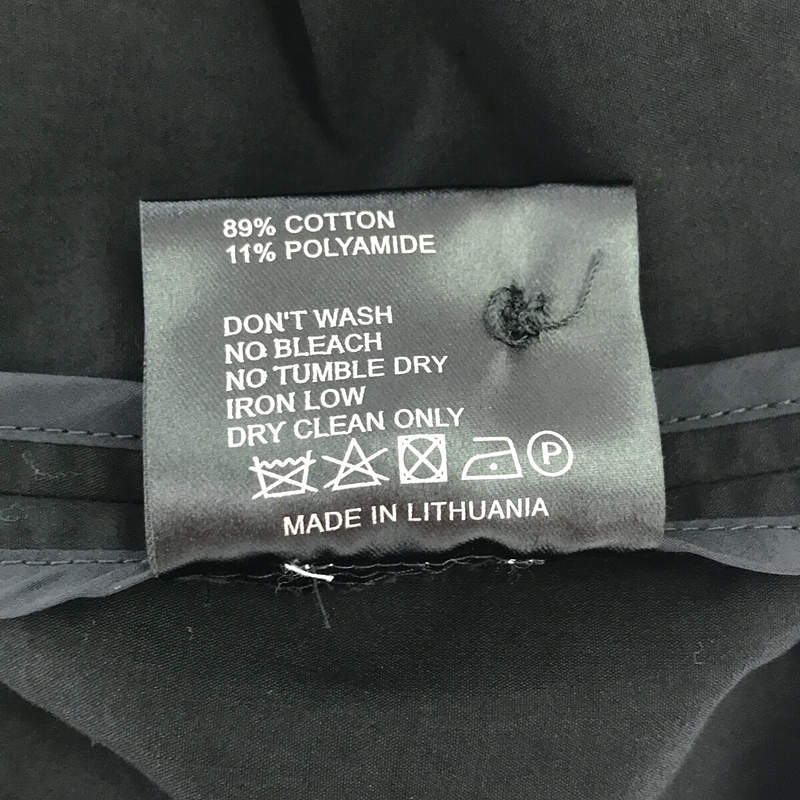 89% COTTON
11% POLYAMIDE
DON'T WASH
NO BLEACH
NO TUMBLE DRY
IRON LOW
DRY CLEAN ONLY
P
MADE IN LITHUANIA